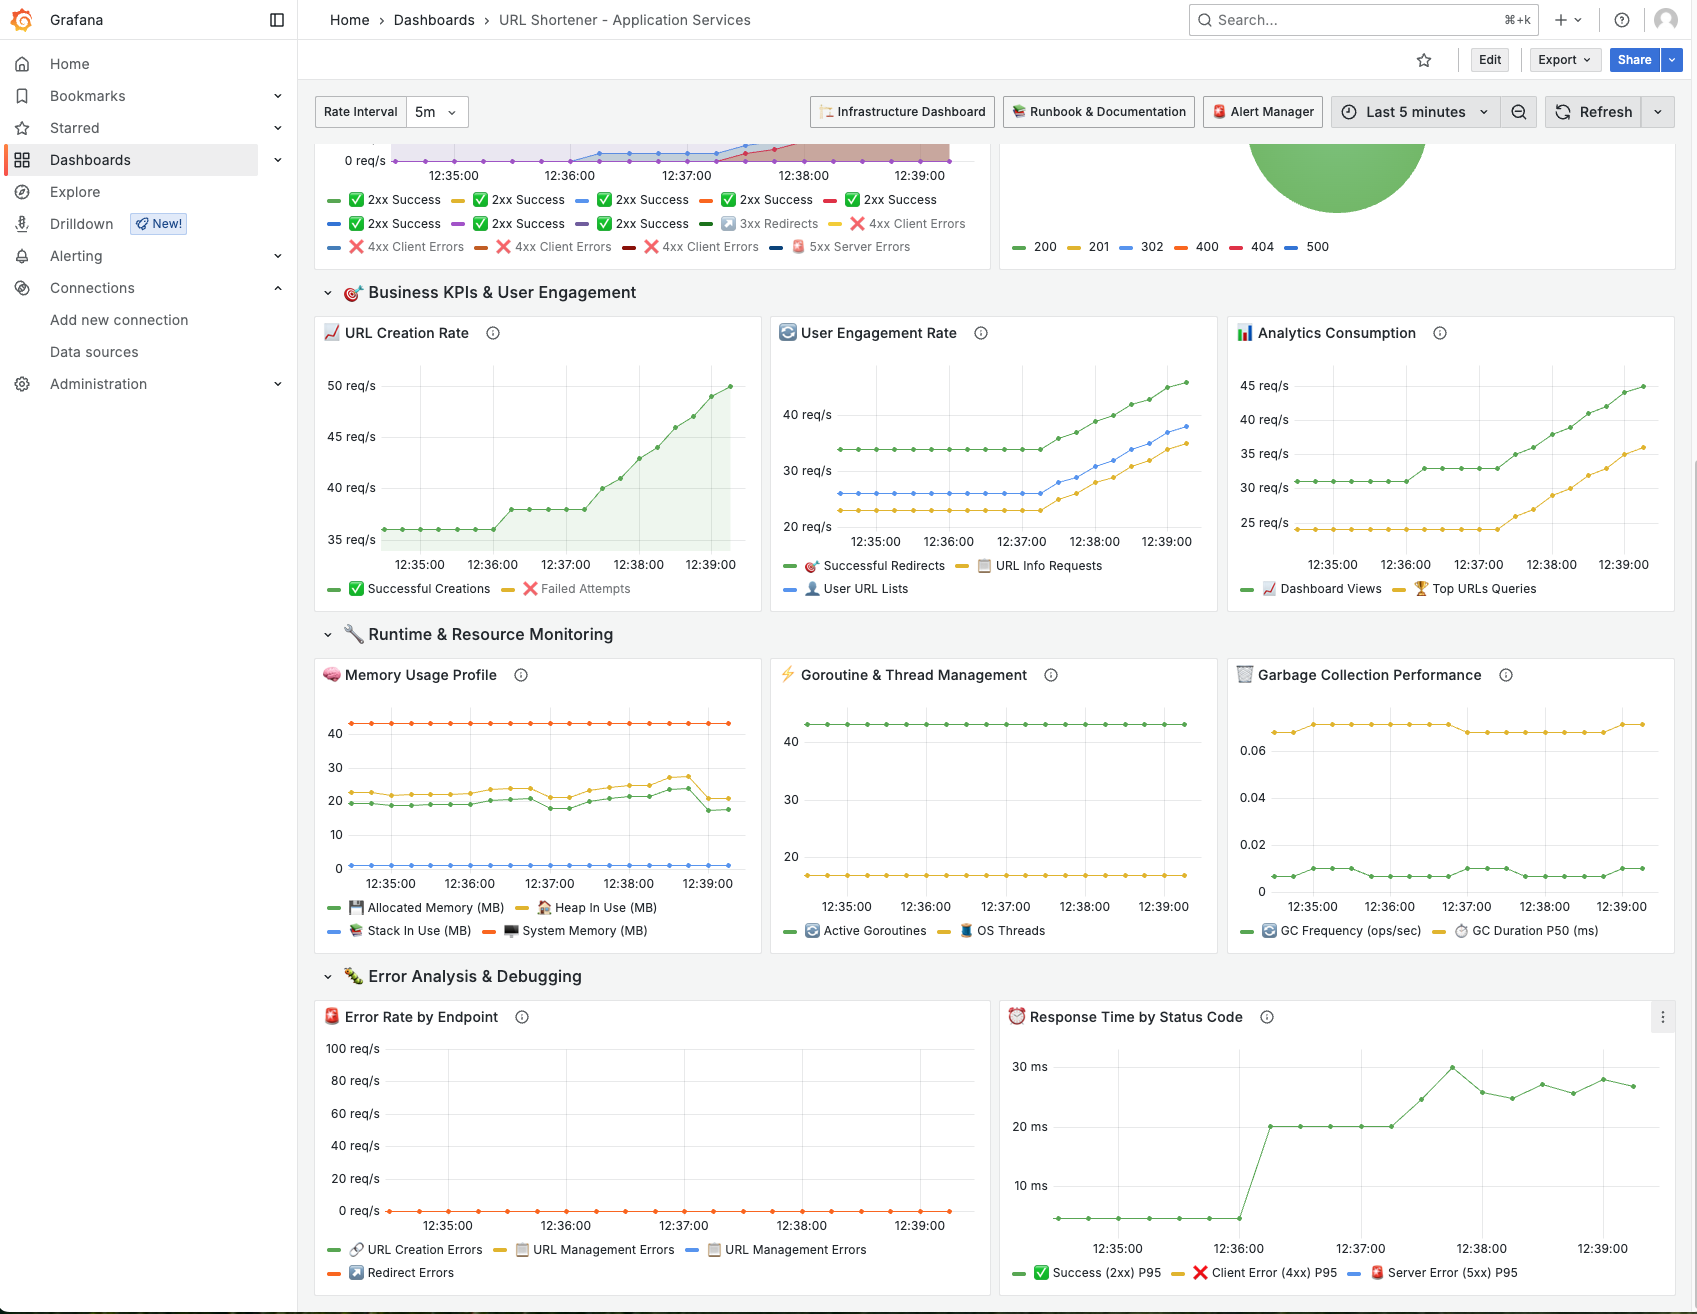 Grafana
Home › Dashboards › URL Shortener - Application Services
Search... ⌘+k
Edit Export Share
Home
Bookmarks
Starred
Dashboards
Explore
Drilldown New!
Alerting
Connections
Add new connection
Data sources
Administration
Rate Interval 5m
Infrastructure Dashboard Runbook & Documentation Alert Manager Last 5 minutes Refresh
0 req/s
12:35:00 12:36:00 12:37:00 12:38:00 12:39:00
2xx Success 2xx Success 2xx Success 2xx Success 2xx Success
2xx Success 2xx Success 2xx Success 3xx Redirects 4xx Client Errors
4xx Client Errors 4xx Client Errors 4xx Client Errors 5xx Server Errors
200 201 302 400 404 500
Business KPIs & User Engagement
URL Creation Rate
50 req/s
45 req/s
40 req/s
35 req/s
12:35:00 12:36:00 12:37:00 12:38:00 12:39:00
Successful Creations Failed Attempts
User Engagement Rate
40 req/s
30 req/s
20 req/s
12:35:00 12:36:00 12:37:00 12:38:00 12:39:00
Successful Redirects URL Info Requests
User URL Lists
Analytics Consumption
45 req/s
40 req/s
35 req/s
30 req/s
25 req/s
12:35:00 12:36:00 12:37:00 12:38:00 12:39:00
Dashboard Views Top URLs Queries
Runtime & Resource Monitoring
Memory Usage Profile
40
30
20
10
0
12:35:00 12:36:00 12:37:00 12:38:00 12:39:00
Allocated Memory (MB) Heap In Use (MB)
Stack In Use (MB) System Memory (MB)
Goroutine & Thread Management
40
30
20
12:35:00 12:36:00 12:37:00 12:38:00 12:39:00
Active Goroutines OS Threads
Garbage Collection Performance
0.06
0.04
0.02
0
12:35:00 12:36:00 12:37:00 12:38:00 12:39:00
GC Frequency (ops/sec) GC Duration P50 (ms)
Error Analysis & Debugging
Error Rate by Endpoint
100 req/s
80 req/s
60 req/s
40 req/s
20 req/s
0 req/s
12:35:00 12:36:00 12:37:00 12:38:00 12:39:00
URL Creation Errors URL Management Errors URL Management Errors
Redirect Errors
Response Time by Status Code
30 ms
20 ms
10 ms
12:35:00 12:36:00 12:37:00 12:38:00 12:39:00
Success (2xx) P95 Client Error (4xx) P95 Server Error (5xx) P95